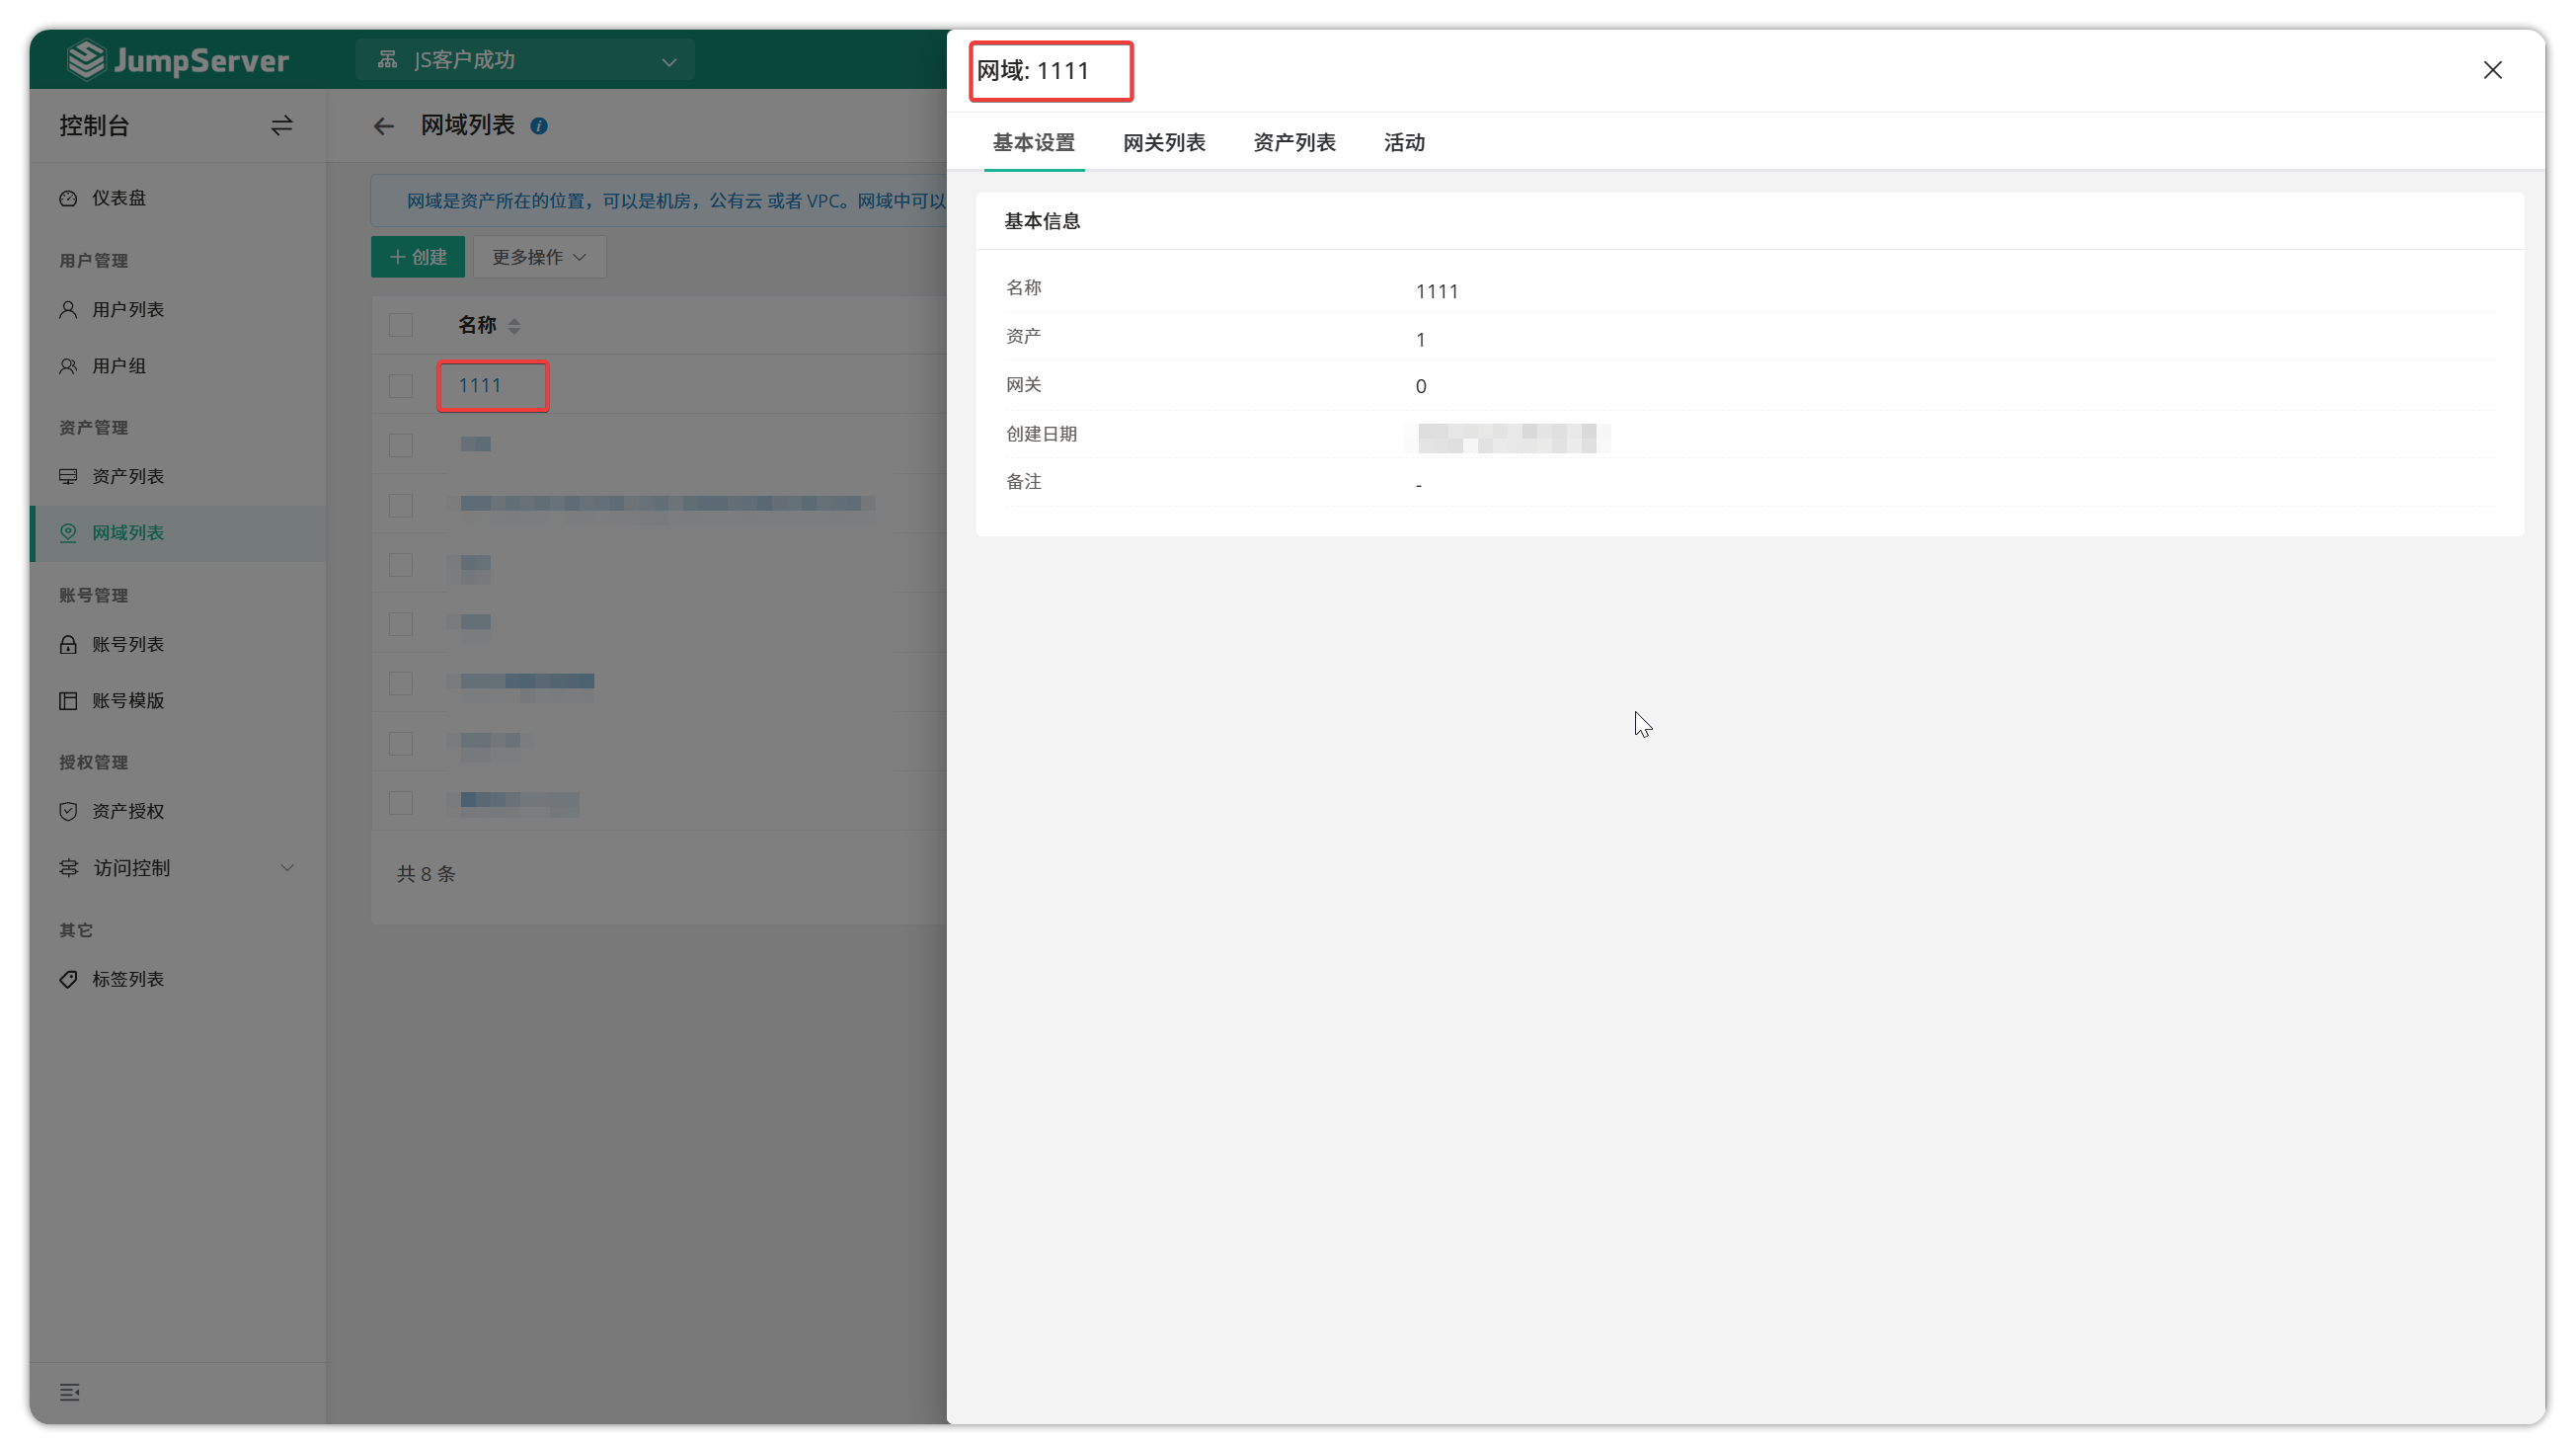 JumpServer
JS客户成功
控制台
仪表盘
用户管理
用户列表
用户组
资产管理
资产列表
网域列表
账号管理
账号列表
账号模版
授权管理
资产授权
访问控制
其它
标签列表
网域列表
网域是资产所在的位置，可以是机房，公有云 或者 VPC。网域中可以
创建
更多操作
名称
1111
共 8 条
网域: 1111
基本设置 网关列表 资产列表 活动
基本信息
名称 1111
资产 1
网关 0
创建日期
备注 -